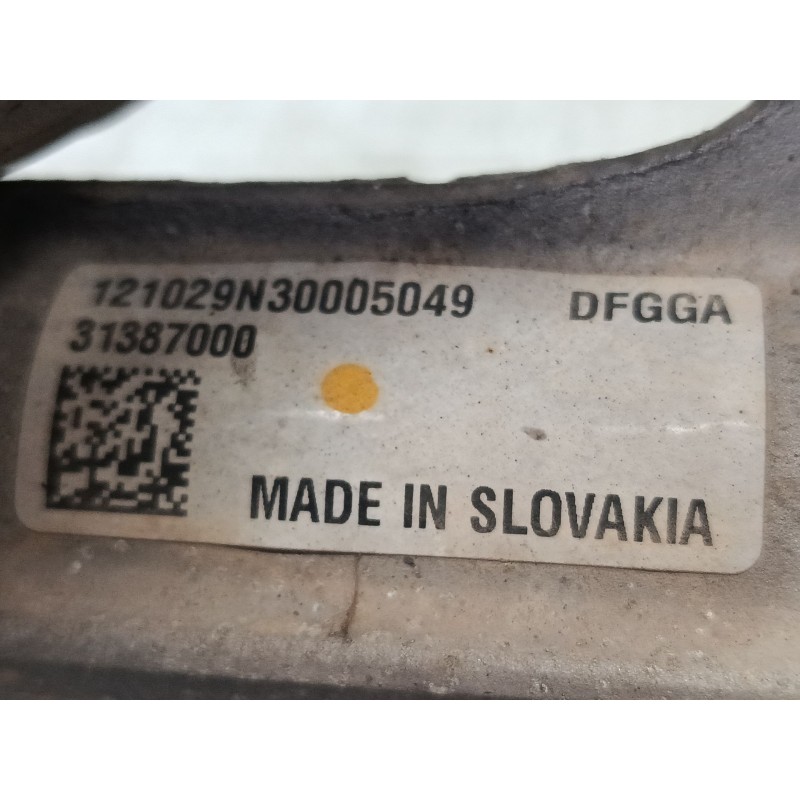 121029N30005049 DFGGA
31387000
MADE IN SLOVAKIA